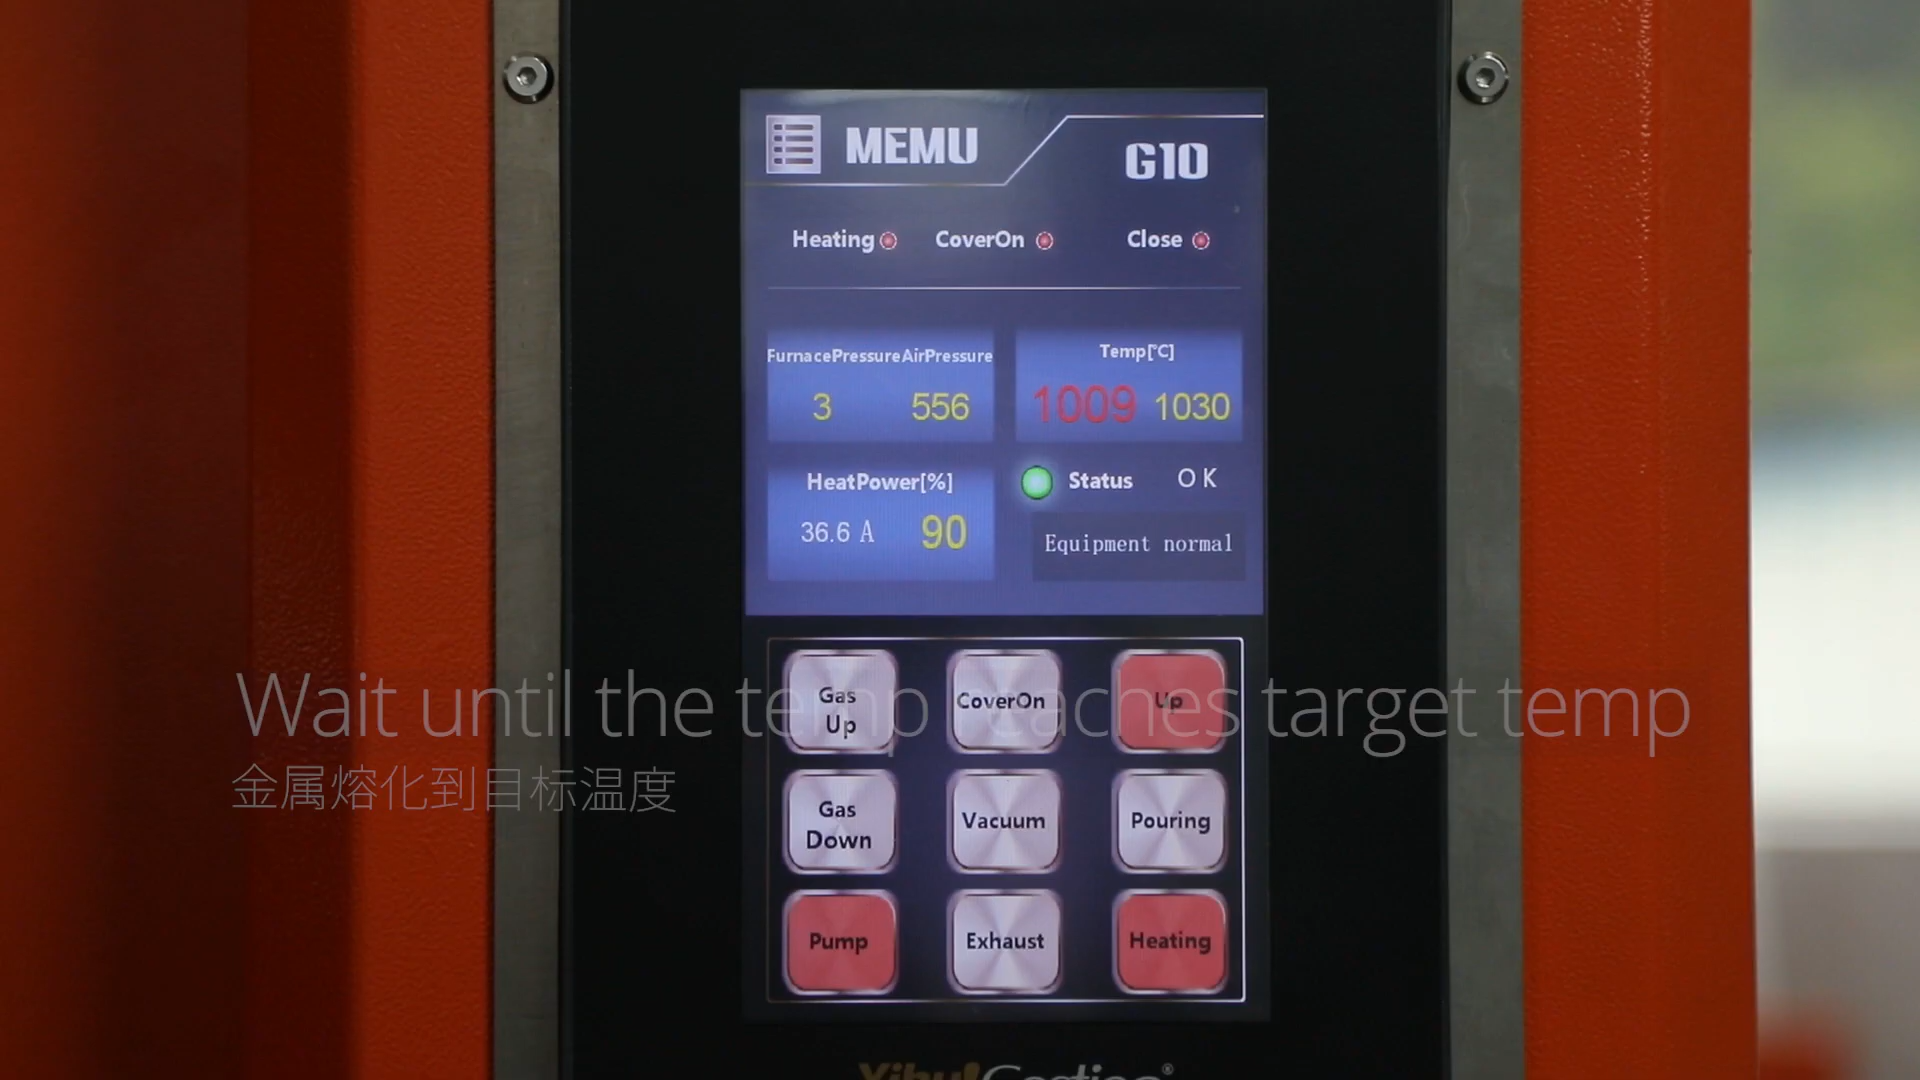 MEMU
G10
Heating CoverOn Close
FurnacePressure AirPressure
3 556
Temp[℃]
1009 1030
HeatPower[%]
36.6 A 90
Status OK
Equipment normal
Gas Up
CoverOn
Up
Wait until the temp reaches target temp
金属熔化到目标温度
Gas Down
Vacuum
Pouring
Pump
Exhaust
Heating